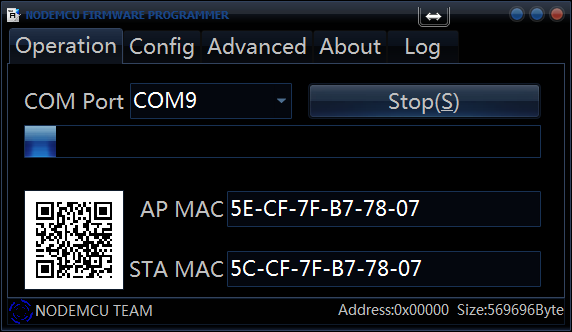 NODEMCU FIRMWARE PROGRAMMER
Operation Config Advanced About Log
COM Port COM9 Stop(S)
AP MAC 5E-CF-7F-B7-78-07
STA MAC 5C-CF-7F-B7-78-07
NODEMCU TEAM Address:0x00000 Size:569696Byte